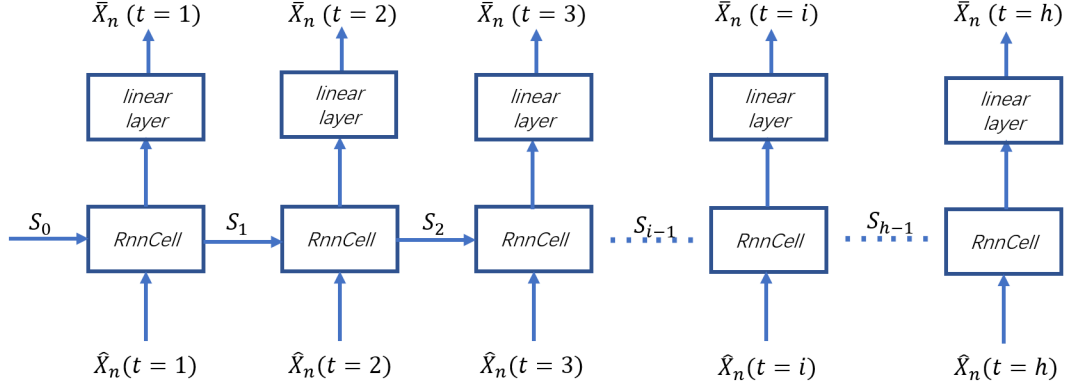 X̄ₙ (t = 1) X̄ₙ (t = 2) X̄ₙ (t = 3) X̄ₙ (t = i) X̄ₙ (t = h)
linear layer
linear layer
linear layer
linear layer
linear layer
S₀ RnnCell S₁ RnnCell S₂ RnnCell Sᵢ₋₁ RnnCell Sₕ₋₁ RnnCell
X̂ₙ(t = 1) X̂ₙ(t = 2) X̂ₙ(t = 3) X̂ₙ(t = i) X̂ₙ(t = h)